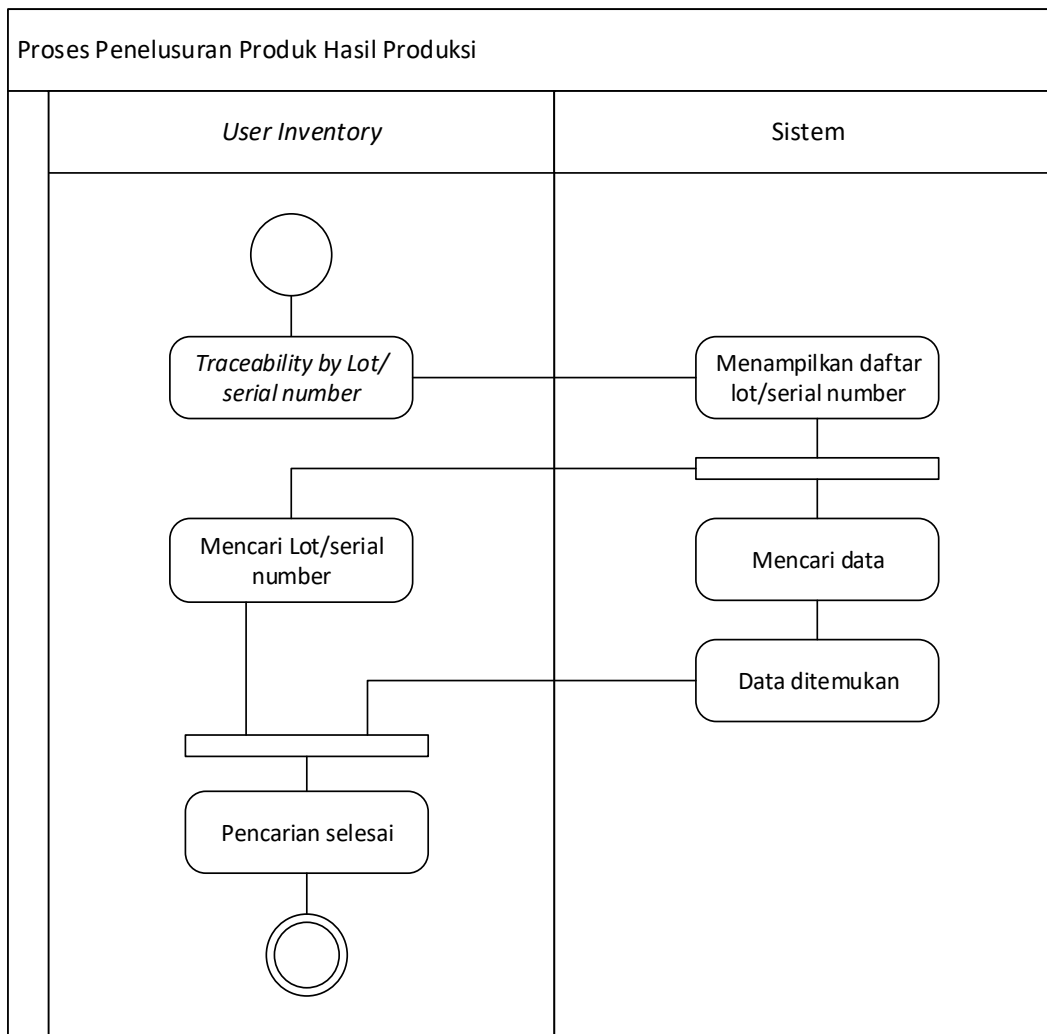 Proses Penelusuran Produk Hasil Produksi
User Inventory
Sistem
Traceability by Lot/
serial number
Menampilkan daftar
lot/serial number
Mencari Lot/serial
number
Mencari data
Data ditemukan
Pencarian selesai